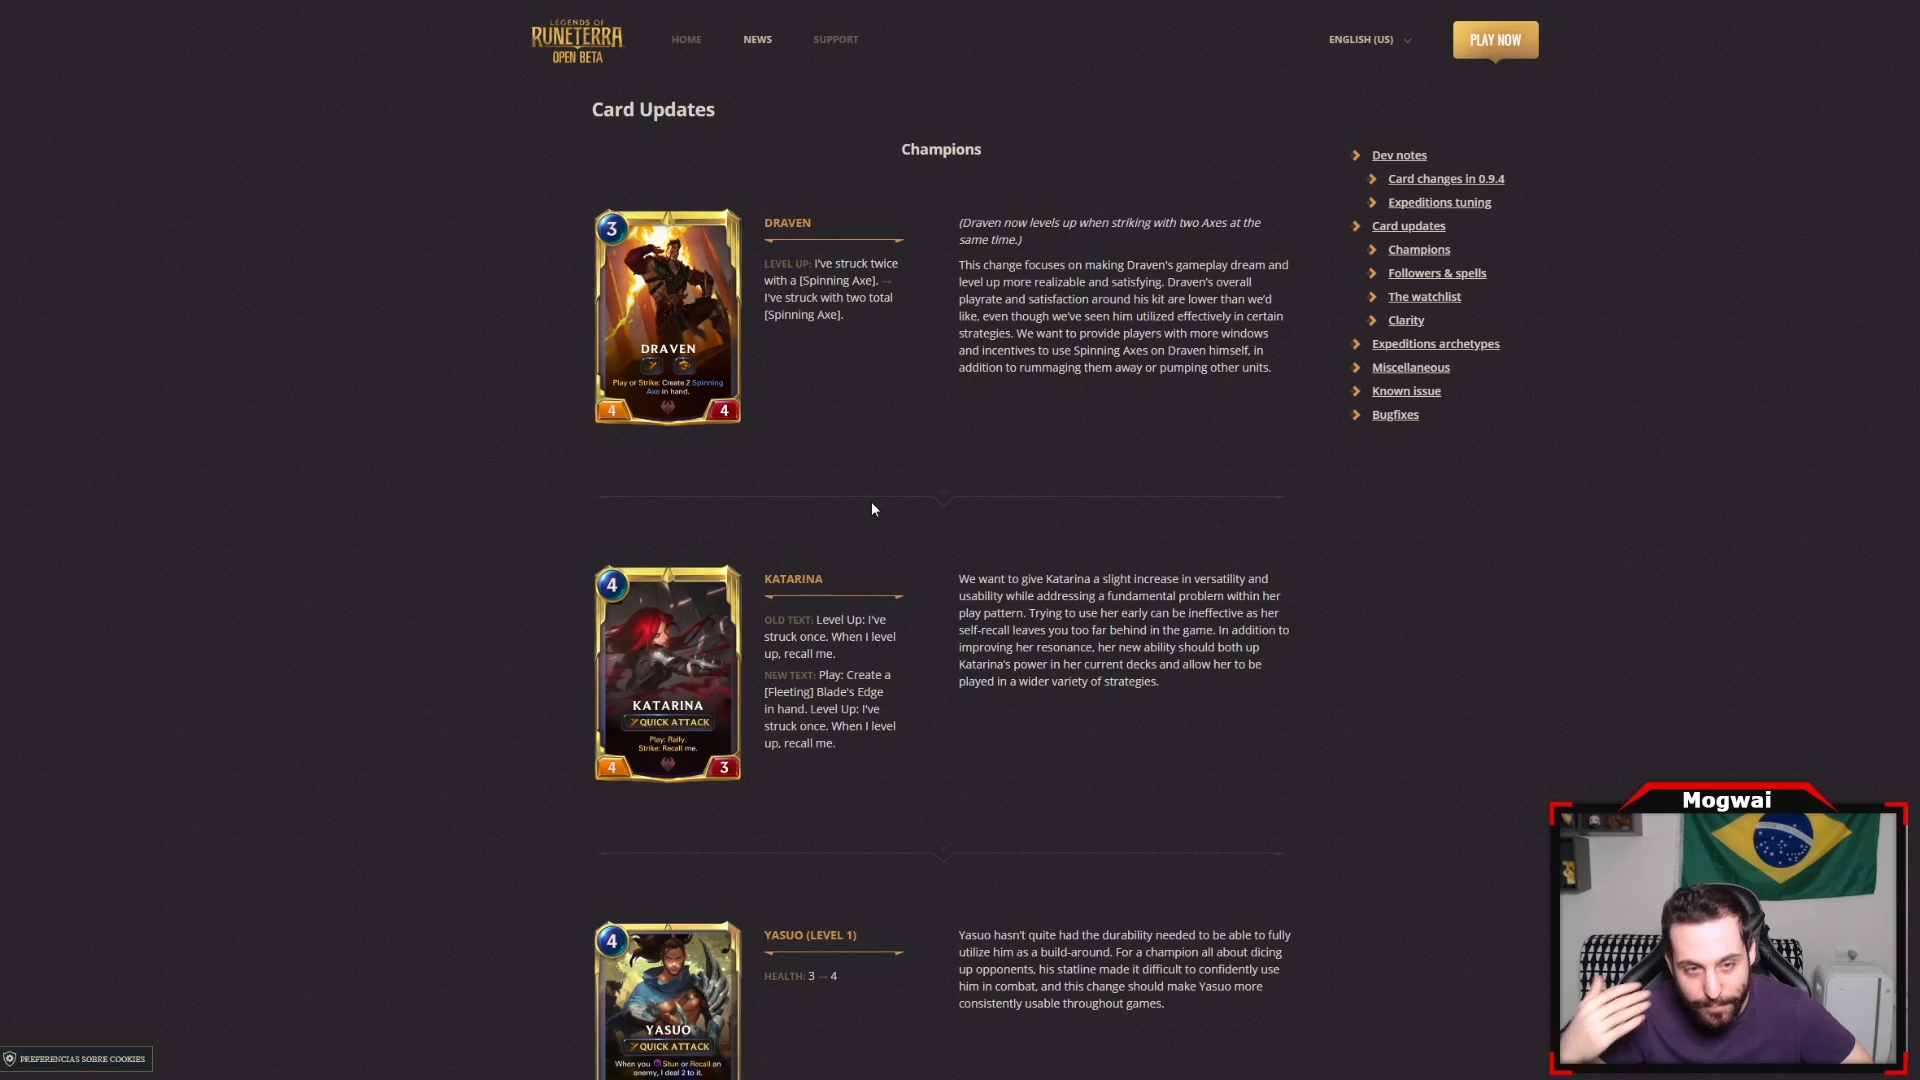 LEGENDS OF
RUNETERRA
OPEN BETA
HOME
NEWS
SUPPORT
ENGLISH (US)
PLAY NOW
Card Updates
Champions
3
DRAVEN
Play or Strike: Create 2 Spinning
Axe in hand.
4
4
DRAVEN
LEVEL UP: I've struck twice
with a [Spinning Axe]. →
I've struck with two total
[Spinning Axe].
(Draven now levels up when striking with two Axes at the
same time.)
This change focuses on making Draven's gameplay dream and
level up more realizable and satisfying. Draven's overall
playrate and satisfaction around his kit are lower than we'd
like, even though we've seen him utilized effectively in certain
strategies. We want to provide players with more windows
and incentives to use Spinning Axes on Draven himself, in
addition to rummaging them away or pumping other units.
Dev notes
Card changes in 0.9.4
Expeditions tuning
Card updates
Champions
Followers & spells
The watchlist
Clarity
Expeditions archetypes
Miscellaneous
Known issue
Bugfixes
4
KATARINA
QUICK ATTACK
Play: Rally.
Strike: Recall me.
4
3
KATARINA
OLD TEXT: Level Up: I've
struck once. When I level
up, recall me.
NEW TEXT: Play: Create a
[Fleeting] Blade's Edge
in hand. Level Up: I've
struck once. When I level
up, recall me.
We want to give Katarina a slight increase in versatility and
usability while addressing a fundamental problem within her
play pattern. Trying to use her early can be ineffective as her
self-recall leaves you too far behind in the game. In addition to
improving her resonance, her new ability should both up
Katarina's power in her current decks and allow her to be
played in a wider variety of strategies.
4
YASUO
QUICK ATTACK
When you Stun or Recall an
enemy, I deal 2 to it.
YASUO (LEVEL 1)
HEALTH: 3 → 4
Yasuo hasn't quite had the durability needed to be able to fully
utilize him as a build-around. For a champion all about dicing
up opponents, his statline made it difficult to confidently use
him in combat, and this change should make Yasuo more
consistently usable throughout games.
Mogwai
PREFERENCIAS SOBRE COOKIES